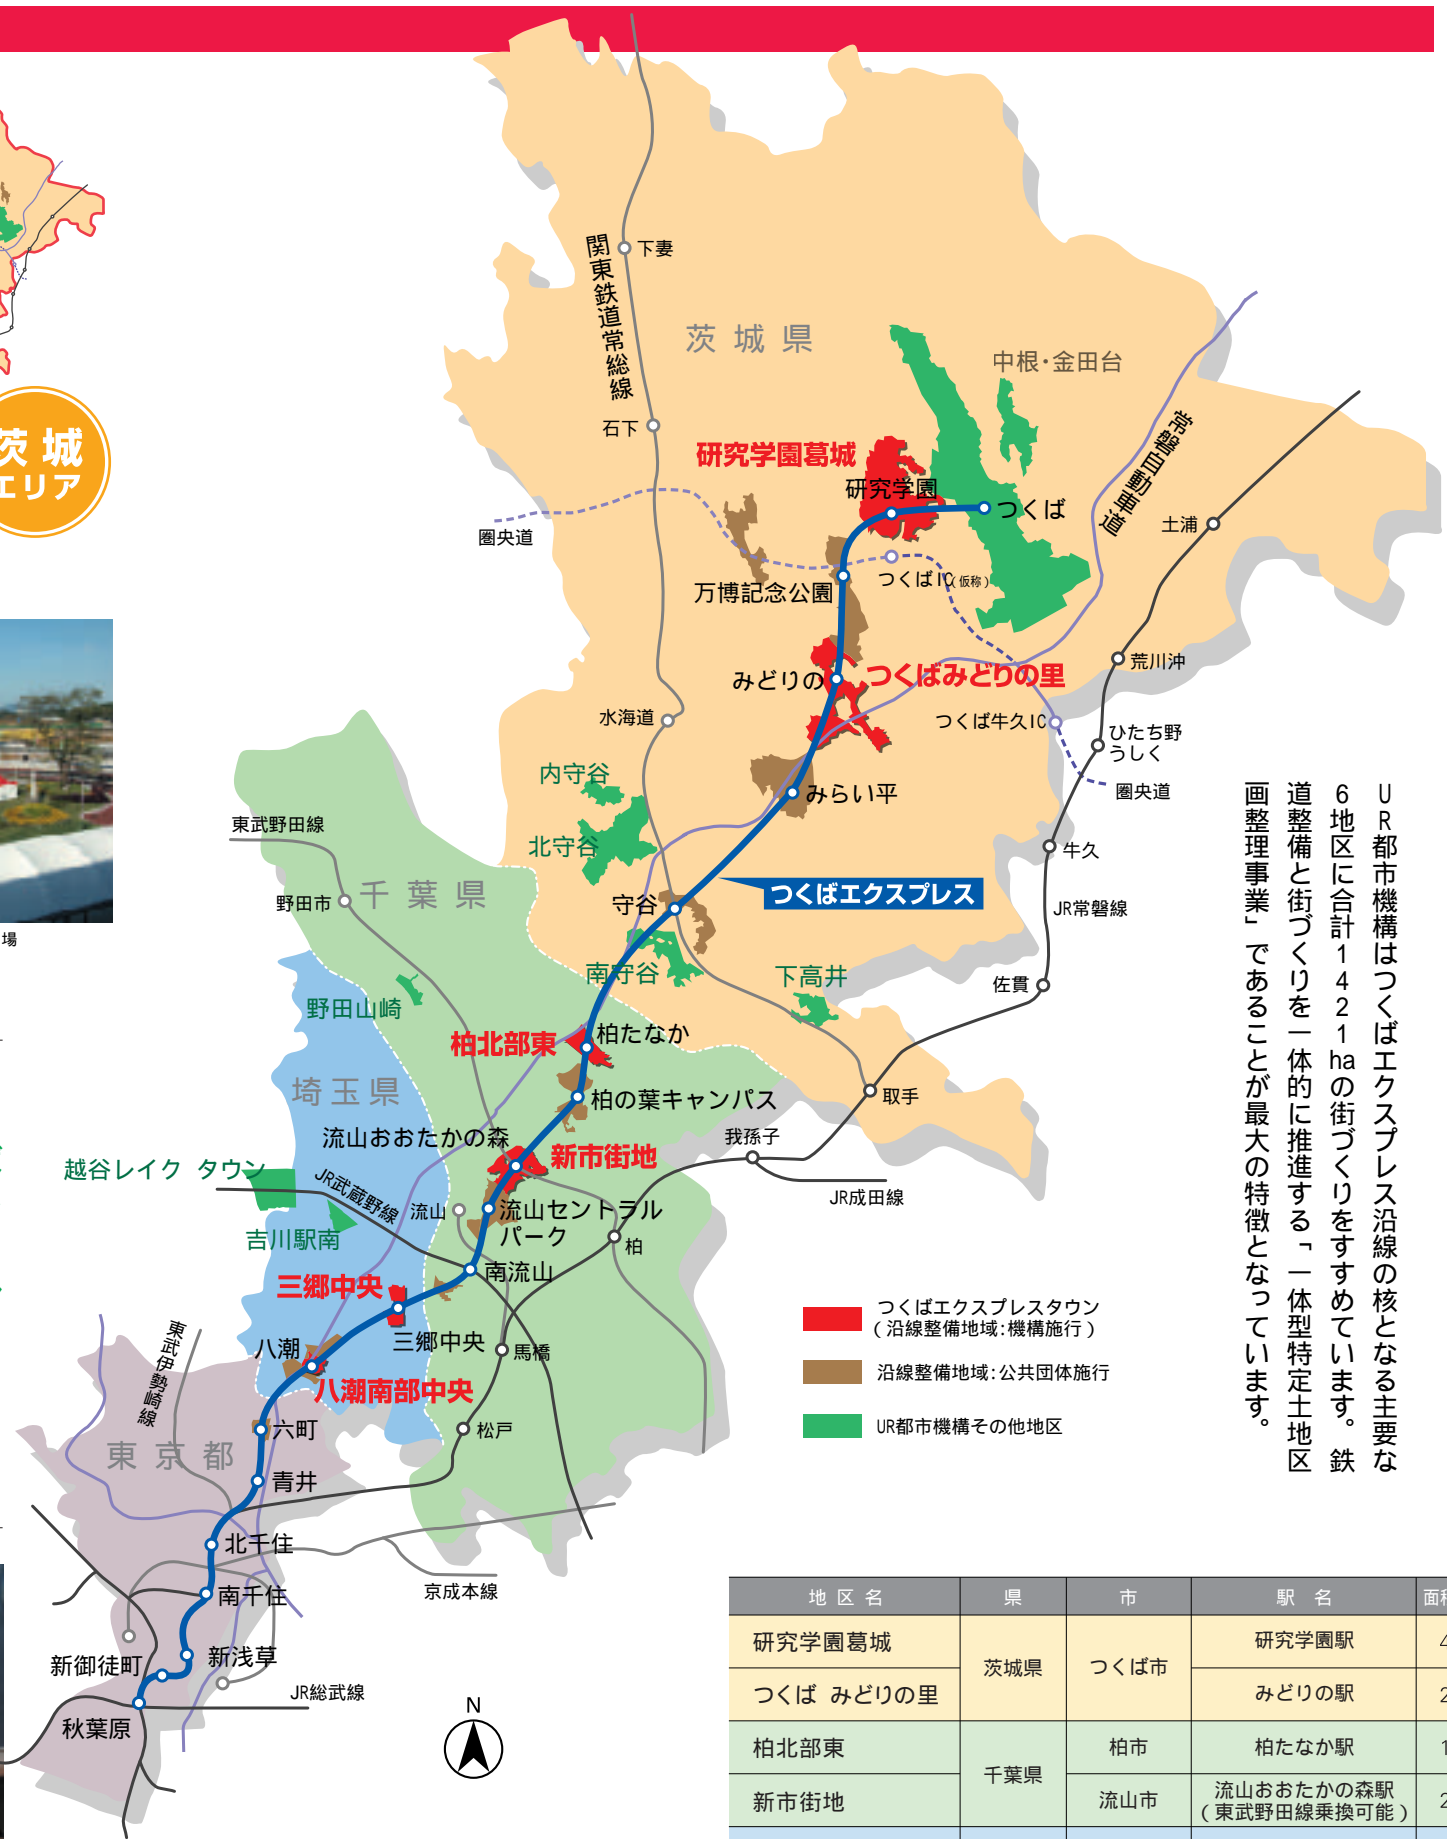 茨城
エリア
場
関東鉄道常総線
下妻
茨城県
中根・金田台
石下
研究学園葛城
研究学園
つくば
常磐自動車道
土浦
圏央道
つくばIC(仮称)
万博記念公園
荒川沖
みどりの
つくばみどりの里
水海道
つくば牛久IC
ひたち野
うしく
内守谷
みらい平
圏央道
東武野田線
北守谷
牛久
千葉県
つくばエクスプレス
野田市
守谷
JR常磐線
南守谷
下高井
佐貫
野田山崎
柏たなか
柏北部東
埼玉県
柏の葉キャンパス
取手
流山おおたかの森
我孫子
新市街地
越谷レイク タウン
JR武蔵野線
JR成田線
流山
流山セントラル
パーク
吉川駅南
柏
南流山
三郷中央
三郷中央
八潮
馬橋
東武伊勢崎線
八潮南部中央
六町
松戸
東京都
青井
北千住
京成本線
南千住
新浅草
新御徒町
JR総武線
秋葉原
N
つくばエクスプレスタウン
(沿線整備地域:機構施行)
沿線整備地域:公共団体施行
UR都市機構その他地区
UR都市機構はつくばエクスプレス沿線の核となる主要な
6地区に合計1421haの街づくりをすすめています。鉄
道整備と街づくりを一体的に推進する「一体型特定土地区
画整理事業」であることが最大の特徴となっています。
地区名 県 市 駅名 面
研究学園葛城 茨城県 つくば市 研究学園駅 4
つくば みどりの里 みどりの駅 2
柏北部東 千葉県 柏市 柏たなか駅 1
新市街地 流山市 流山おおたかの森駅 2
(東武野田線乗換可能)